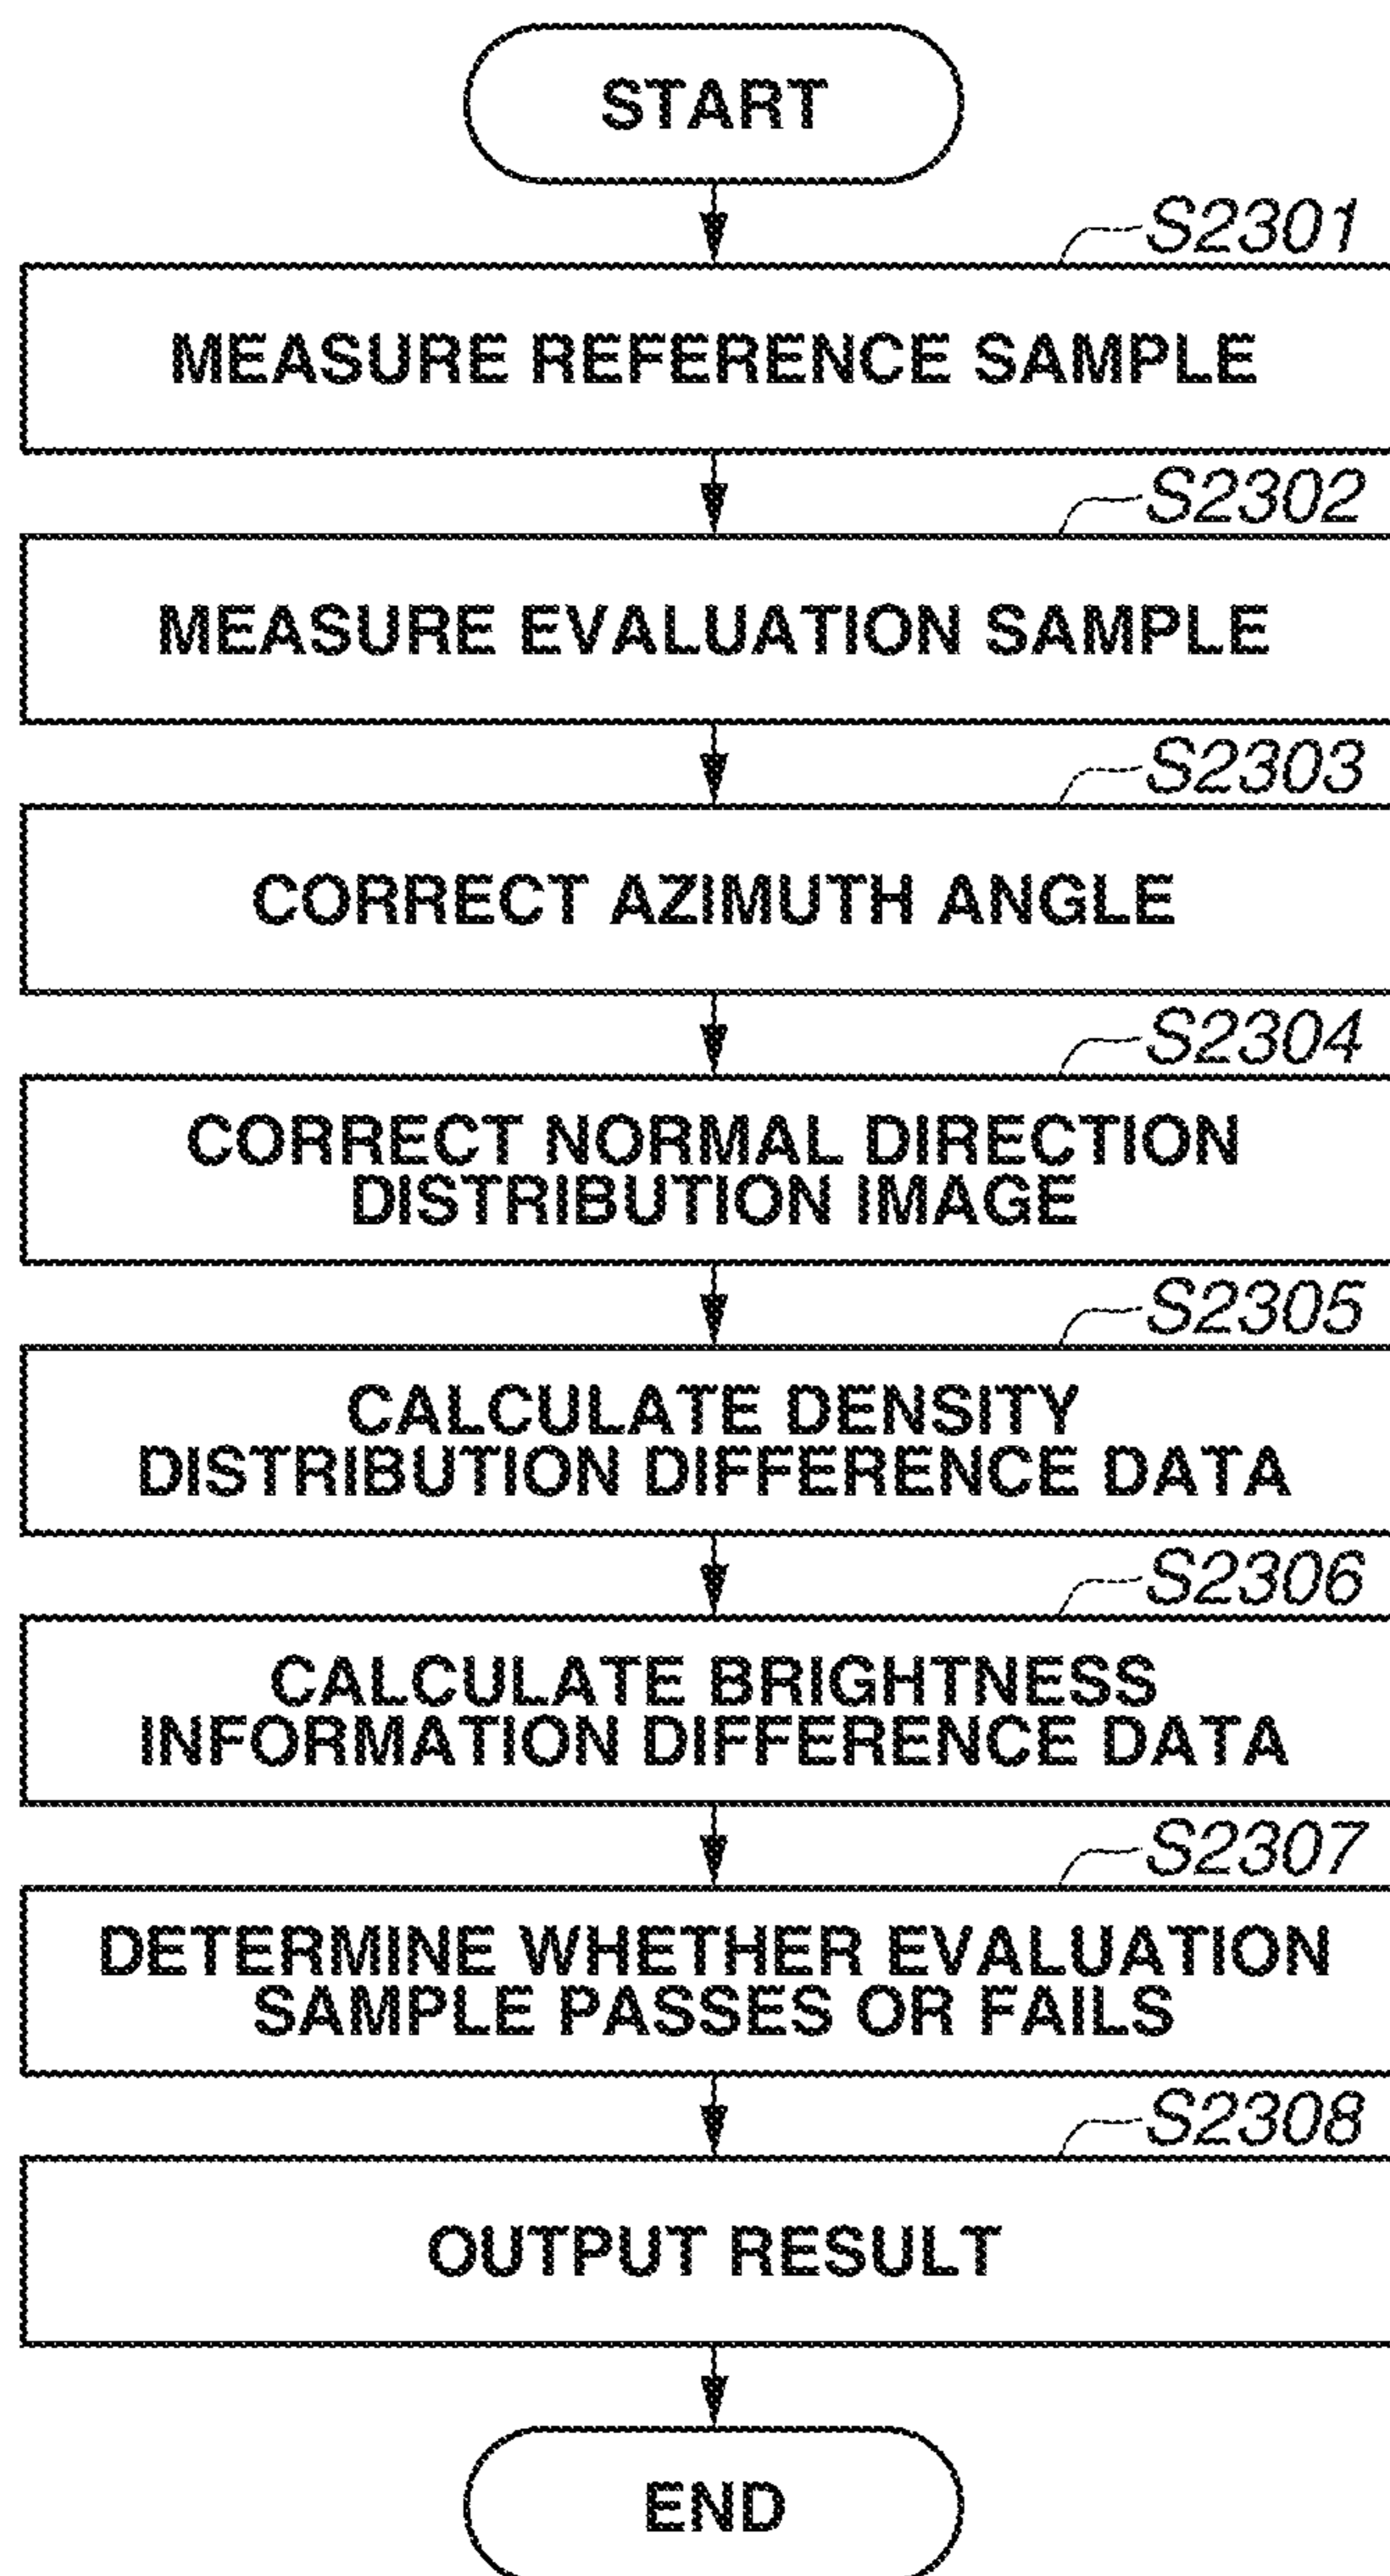 START
S2301
MEASURE REFERENCE SAMPLE
S2302
MEASURE EVALUATION SAMPLE
S2303
CORRECT AZIMUTH ANGLE
S2304
CORRECT NORMAL DIRECTION
DISTRIBUTION IMAGE
S2305
CALCULATE DENSITY
DISTRIBUTION DIFFERENCE DATA
S2306
CALCULATE BRIGHTNESS
INFORMATION DIFFERENCE DATA
S2307
DETERMINE WHETHER EVALUATION
SAMPLE PASSES OR FAILS
S2308
OUTPUT RESULT
END